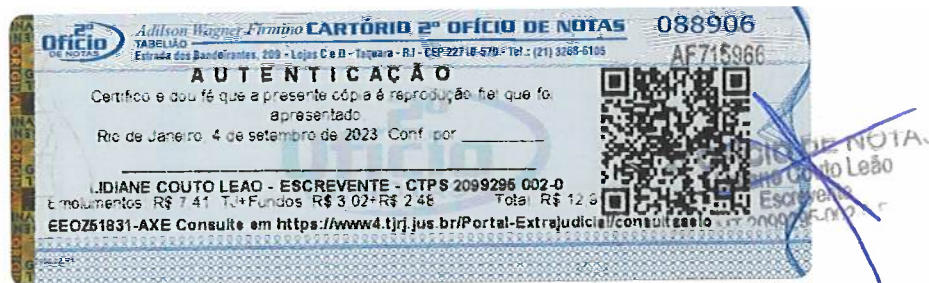 2º Ofício DE NOTAS
Adilson Wagner Firmino CARTÓRIO 2º OFÍCIO DE NOTAS
088906
TABELIÃO
AF715966
Estrada dos Bandeirantes, 209 - Lojas C e D - Taquara - RJ - CEP 22710-570 - Tel.: (21) 3268-6105
AUTENTICAÇÃO
Certifico e dou fé que a presente cópia é reprodução fiel que foi
apresentado
Rio de Janeiro, 4 de setembro de 2023 Conf. por
LIDIANE COUTO LEAO - ESCREVENTE - CTPS 2099295 002-0
Emolumentos R$ 7.41 TJ+Fundos R$ 3.02+R$ 2.48 Total R$ 12.9
EEOZ51831-AXE Consulte em https://www4.tjrj.jus.br/Portal-Extrajudicial/consultaselo
DE NOTAS
Couto Leão
Escrevente